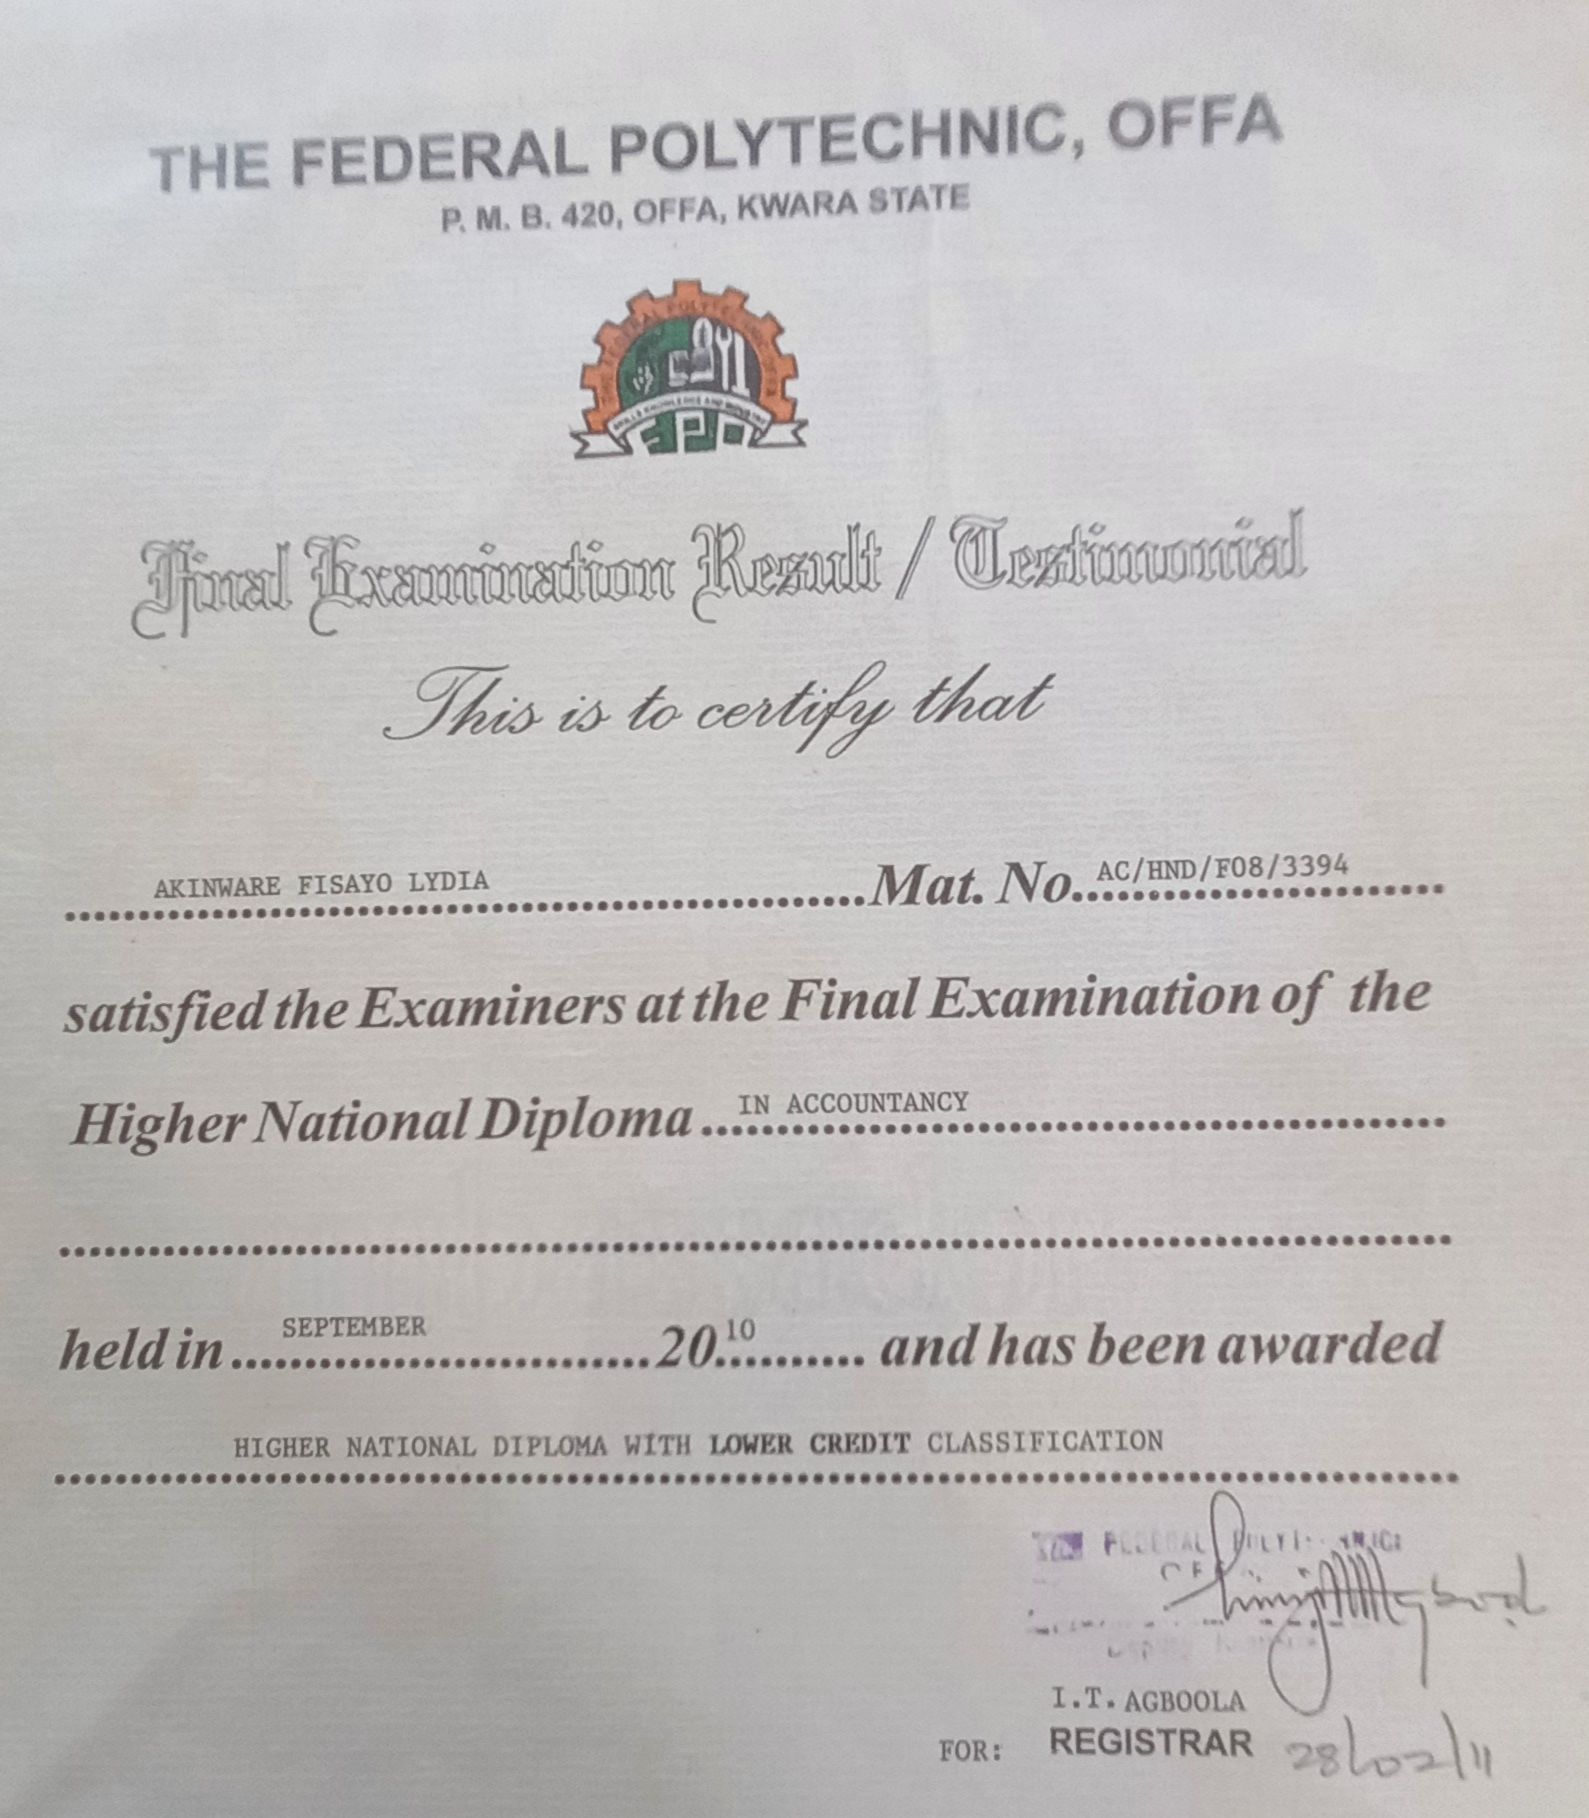 THE FEDERAL POLYTECHNIC, OFFA
P. M. B. 420, OFFA, KWARA STATE
Final Examination Result / Testimonial
This is to certify that
AKINWARE FISAYO LYDIA Mat. No. AC/HND/F08/3394
satisfied the Examiners at the Final Examination of the
Higher National Diploma IN ACCOUNTANCY
held in SEPTEMBER 2010 and has been awarded
HIGHER NATIONAL DIPLOMA WITH LOWER CREDIT CLASSIFICATION
FEDERAL
I.T. AGBOOLA
FOR: REGISTRAR 28/02/11